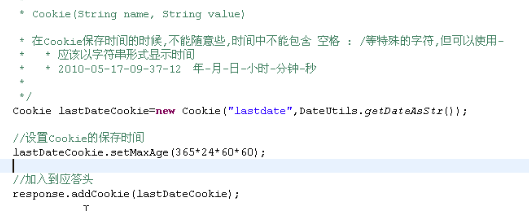 * Cookie(String name, String value)
* 在Cookie保存时间的时候,不能随些,时间中不能包含 空格 : /等特殊的字符,但可以使用-
* * 应该以字符串形式显示时间
* * 2010-05-17-09-37-12 年-月-日-小时-分钟-秒
*
*/
Cookie lastDateCookie=new Cookie("lastdate",DateUtils.getDateAsStr());
//设置Cookie的保存时间
lastDateCookie.setMaxAge(365*24*60*60);
//加入到应答头
response.addCookie(lastDateCookie);